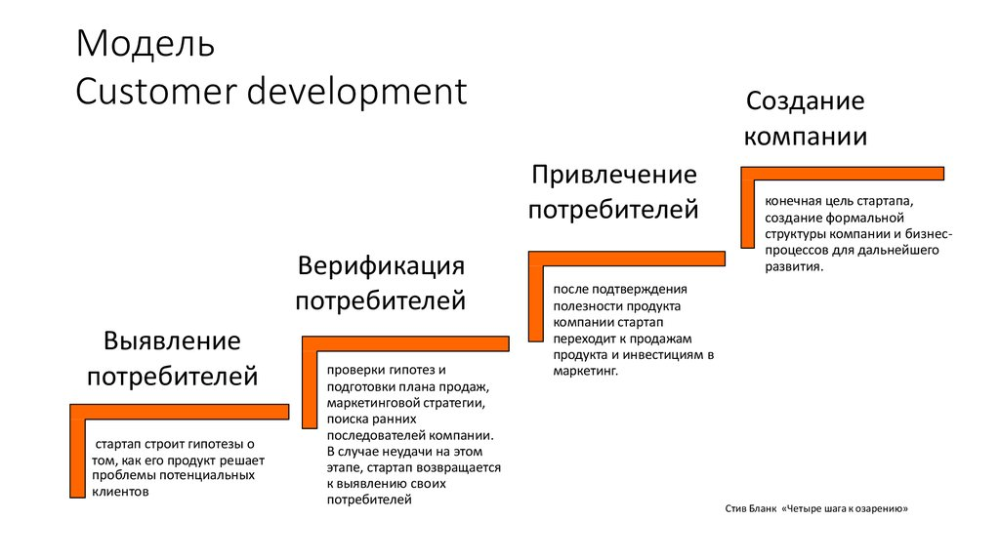 Модель
Customer development
Выявление
потребителей
стартап строит гипотезы о
том, как его продукт решает
проблемы потенциальных
клиентов
Верификация
потребителей
проверки гипотез и
подготовки плана продаж,
маркетинговой стратегии,
поиска ранних
последователей компании.
В случае неудачи на этом
этапе, стартап возвращается
к выявлению своих
потребителей
Привлечение
потребителей
после подтверждения
полезности продукта
компании стартап
переходит к продажам
продукта и инвестициям в
маркетинг.
Создание
компании
конечная цель стартапа,
создание формальной
структуры компании и бизнес-
процессов для дальнейшего
развития.
Стив Бланк «Четыре шага к озарению»